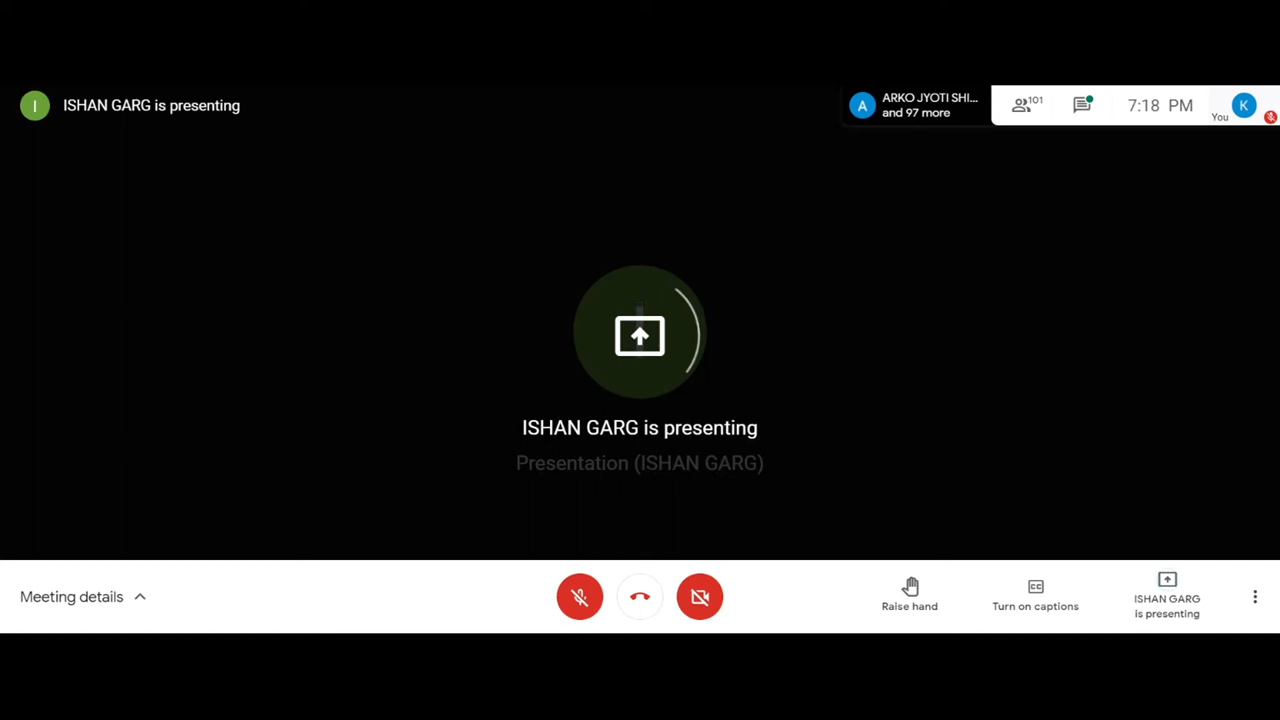 I
ISHAN GARG is presenting
A
ARKO JYOTI SHI...
and 97 more
101
7:18 PM
You
K
ISHAN GARG is presenting
Presentation (ISHAN GARG)
Meeting details
Raise hand
CC
Turn on captions
ISHAN GARG
is presenting